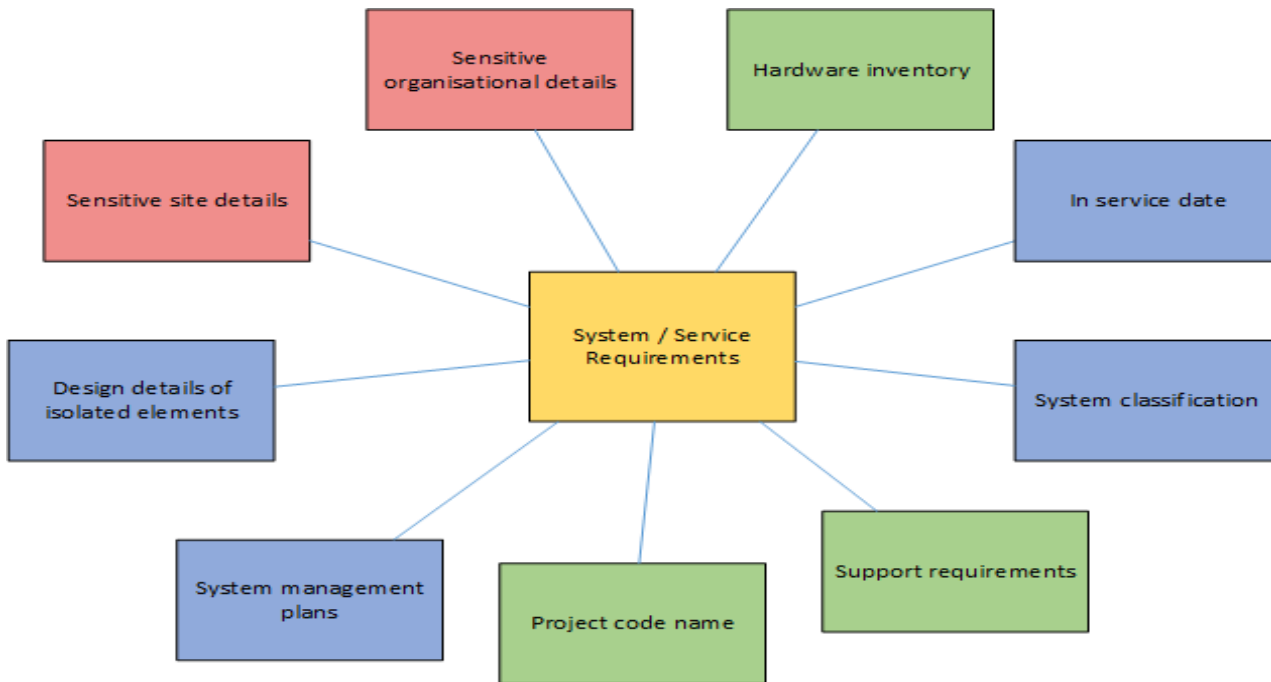 Sensitive
organisational details
Hardware inventory
Sensitive site details
In service date
System / Service
Requirements
Design details of
isolated elements
System classification
System management
plans
Project code name
Support requirements